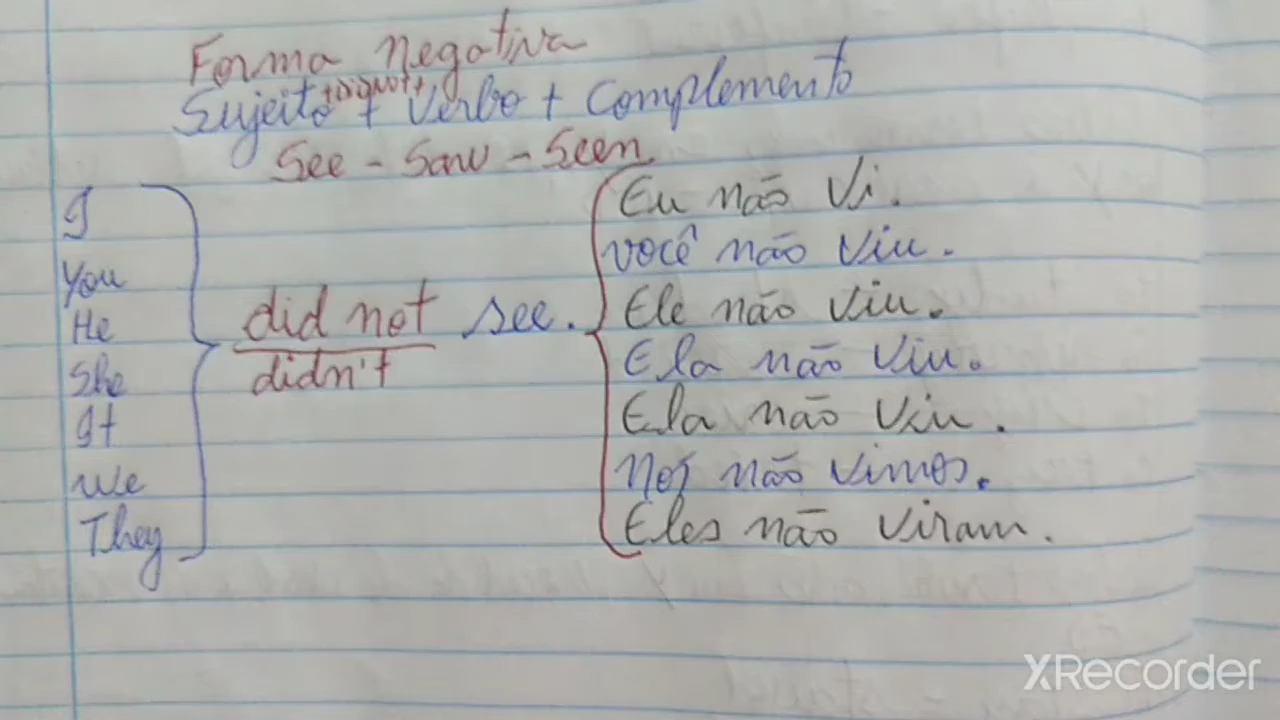 Forma negativa
+DID NOT+
Sujeito + Verbo + Complemento
See - Saw - Seen
I
You
He
She
It
We
They
did not see.
didn't
Eu não Vi.
você não viu.
Ele não viu.
Ela não viu.
Ela não viu.
Nós não vimos.
Eles não viram.
XRecorder